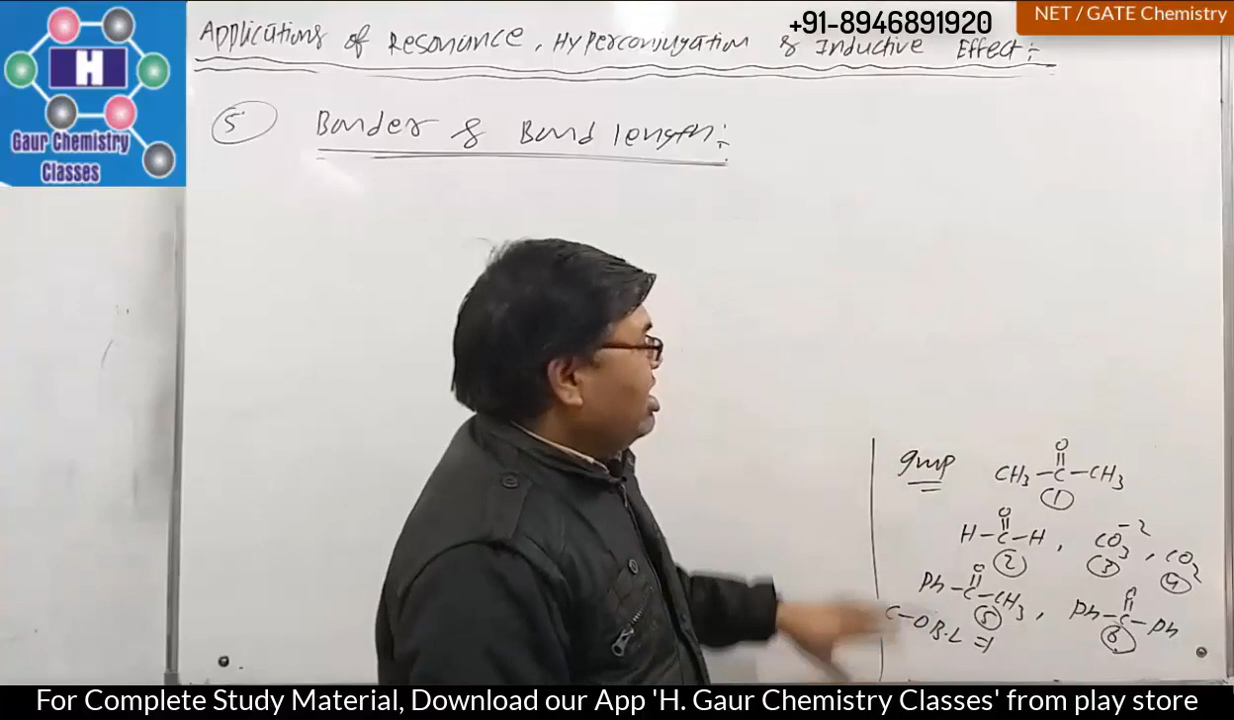 +91-8946891920
NET / GATE Chemistry
Applications of Resonance, Hyperconjugation & Inductive Effect:-
H
Gaur Chemistry
Classes
5 Border & Bond length:-
Imp
O
CH3-C-CH3
1
O
H-C-H, CO3-2, CO2
2 3 4
O O
Ph-C-CH3, Ph-C-Ph
5 6
C-O B.L =)
For Complete Study Material, Download our App 'H. Gaur Chemistry Classes' from play store